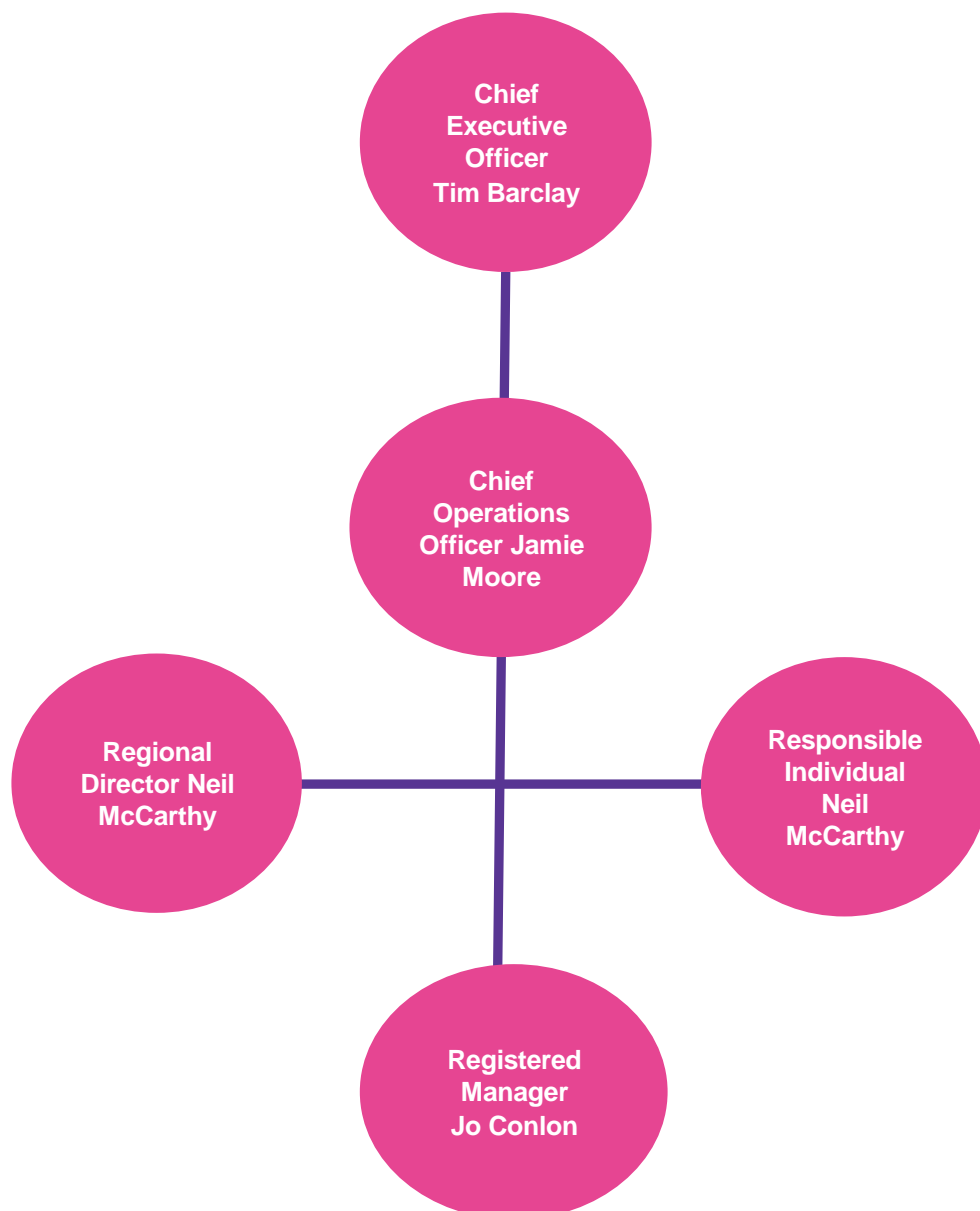 Chief
Executive
Officer
Tim Barclay
Chief
Operations
Officer Jamie
Moore
Regional
Director Neil
McCarthy
Responsible
Individual
Neil
McCarthy
Registered
Manager
Jo Conlon